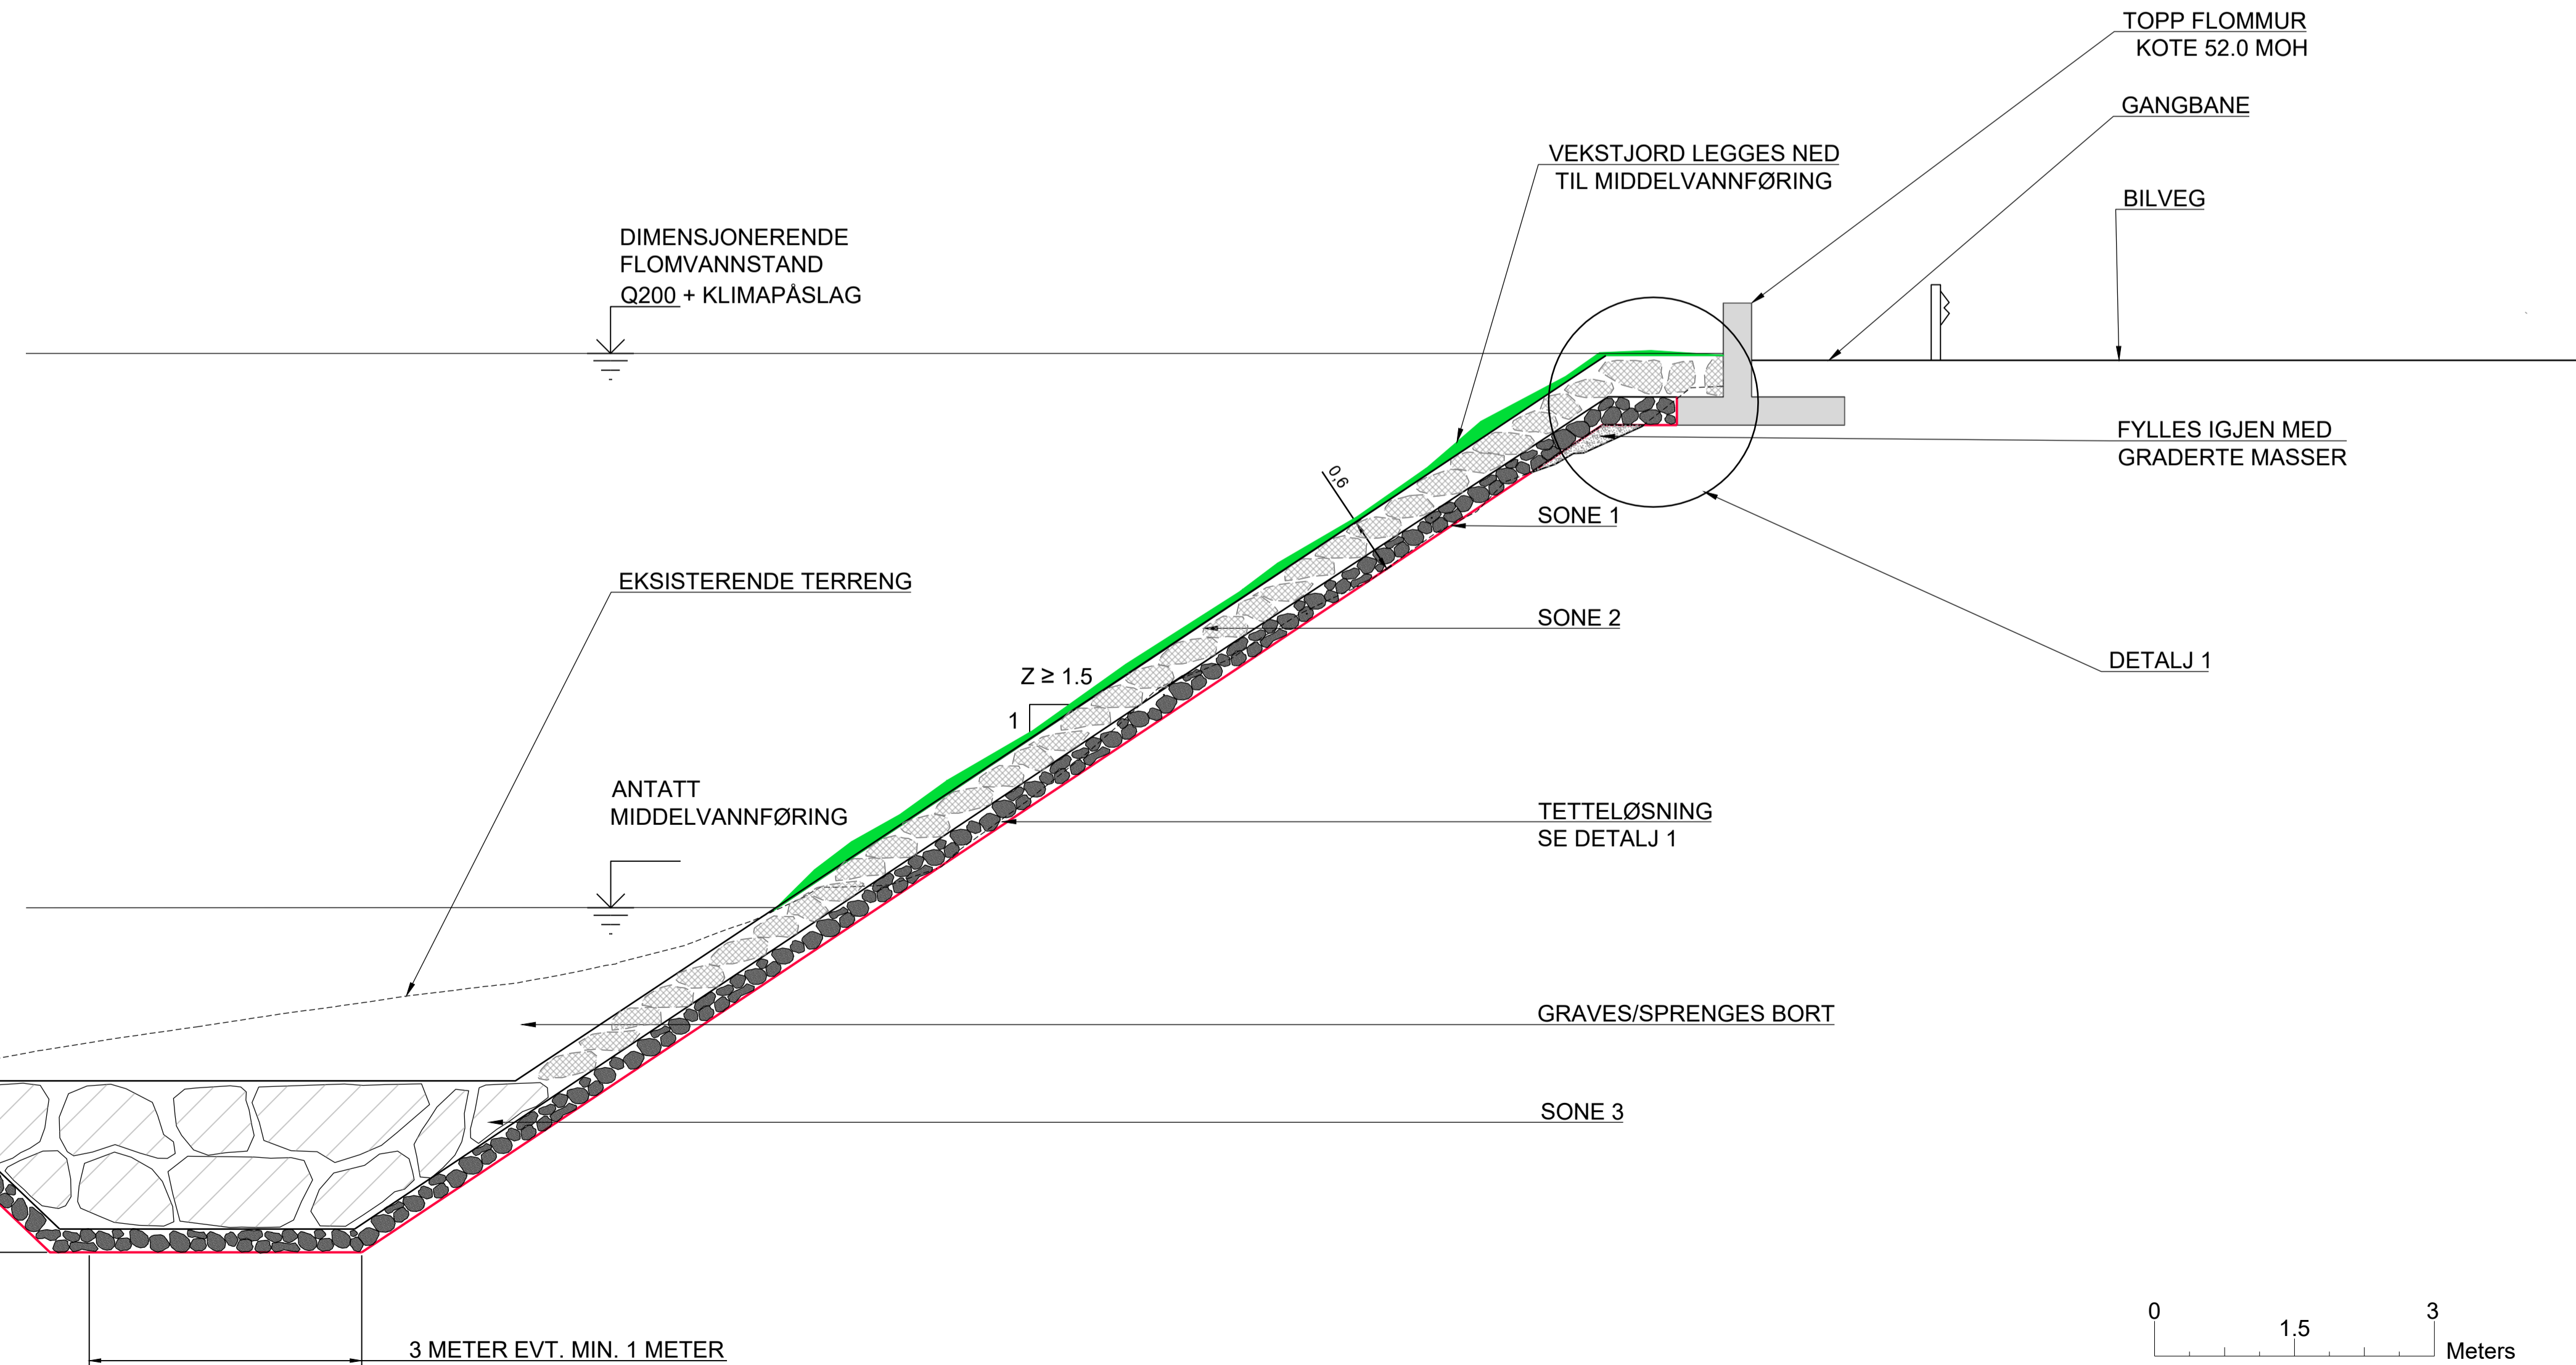 TOPP FLOMMUR
KOTE 52.0 MOH
GANGBANE
VEKSTJORD LEGGES NED
TIL MIDDELVANNFØRING
BILVEG
DIMENSJONERENDE
FLOMVANNSTAND
Q200 + KLIMAPÅSLAG
FYLLES IGJEN MED
GRADERTE MASSER
0,6
SONE 1
EKSISTERENDE TERRENG
SONE 2
DETALJ 1
Z ≥ 1.5
1
ANTATT
MIDDELVANNFØRING
TETTELØSNING
SE DETALJ 1
GRAVES/SPRENGES BORT
SONE 3
3 METER EVT. MIN. 1 METER
0
1.5
3
Meters